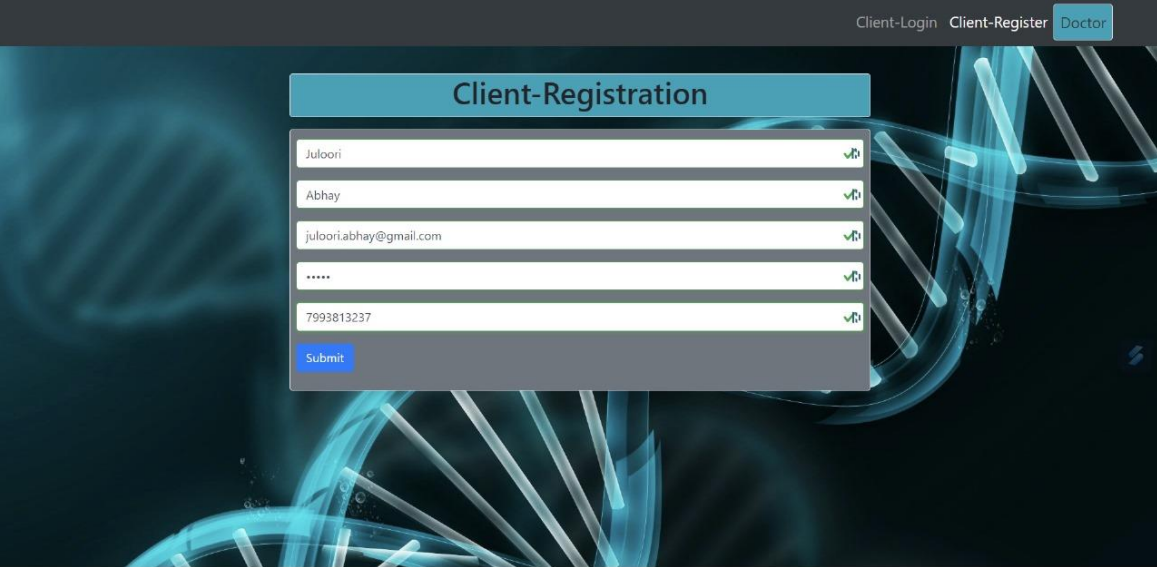 Client-Login Client-Register Doctor
Client-Registration
Juloori
Abhay
juloori.abhay@gmail.com
•••••
7993813237
Submit